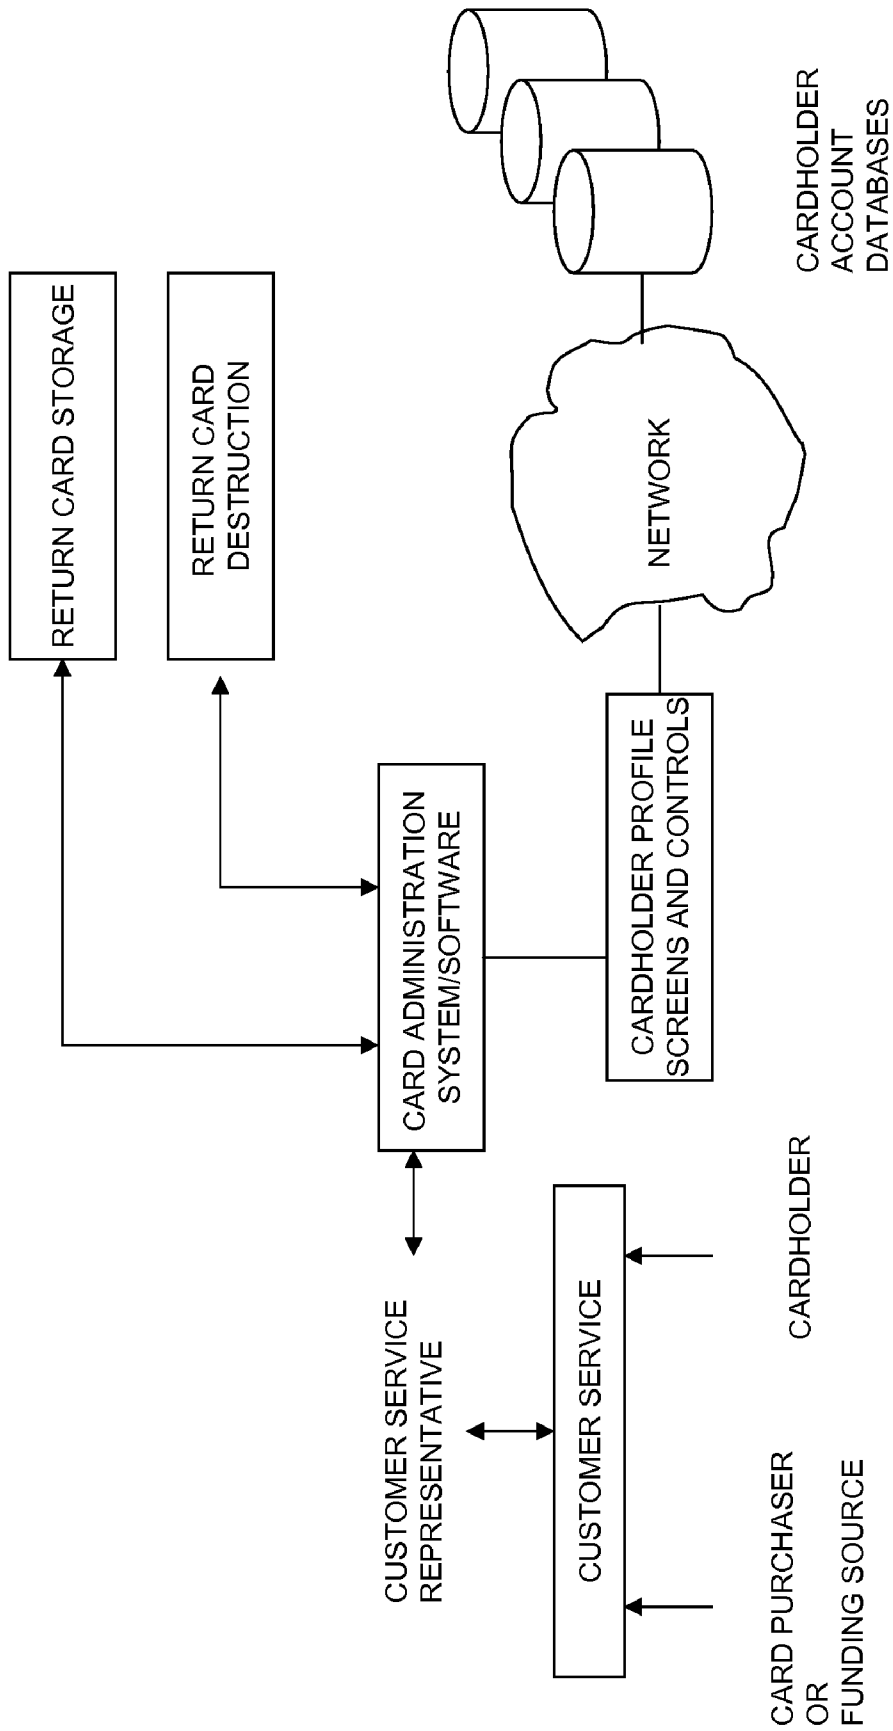 RETURN CARD STORAGE
RETURN CARD
DESTRUCTION
CUSTOMER SERVICE
REPRESENTATIVE
CARD ADMINISTRATION
SYSTEM/SOFTWARE
CUSTOMER SERVICE
CARDHOLDER PROFILE
SCREENS AND CONTROLS
NETWORK
CARD PURCHASER
OR
FUNDING SOURCE
CARDHOLDER
CARDHOLDER
ACCOUNT
DATABASES